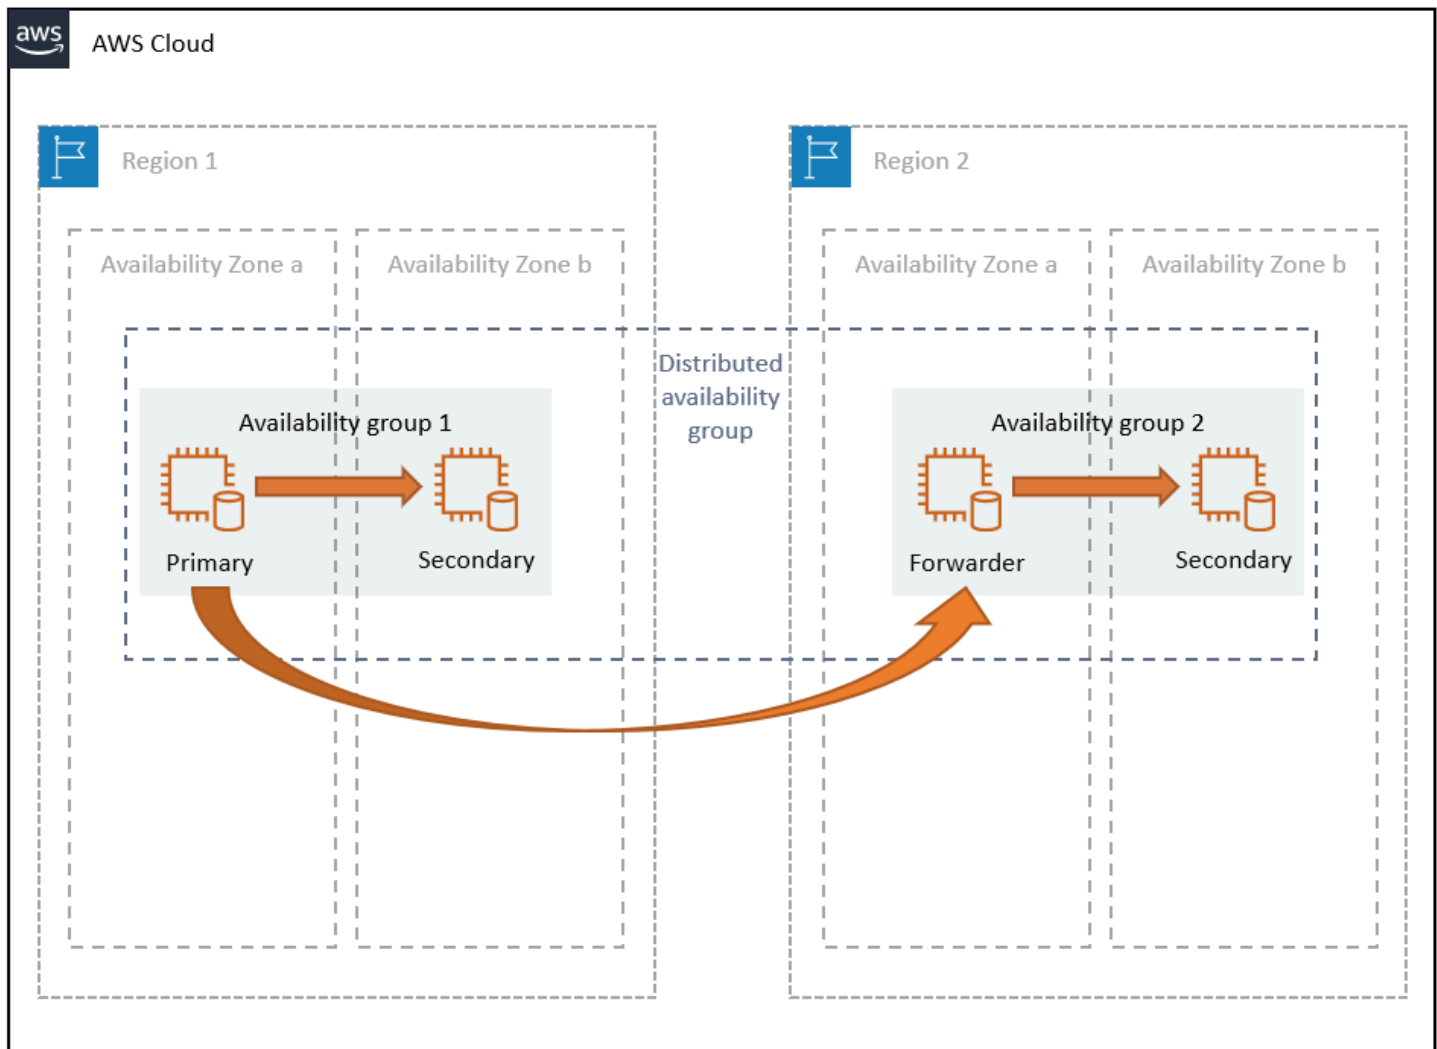 aws
AWS Cloud
Region 1
Region 2
Availability Zone a
Availability Zone b
Availability Zone a
Availability Zone b
Distributed
availability
group
Availability group 1
Availability group 2
Primary
Secondary
Forwarder
Secondary